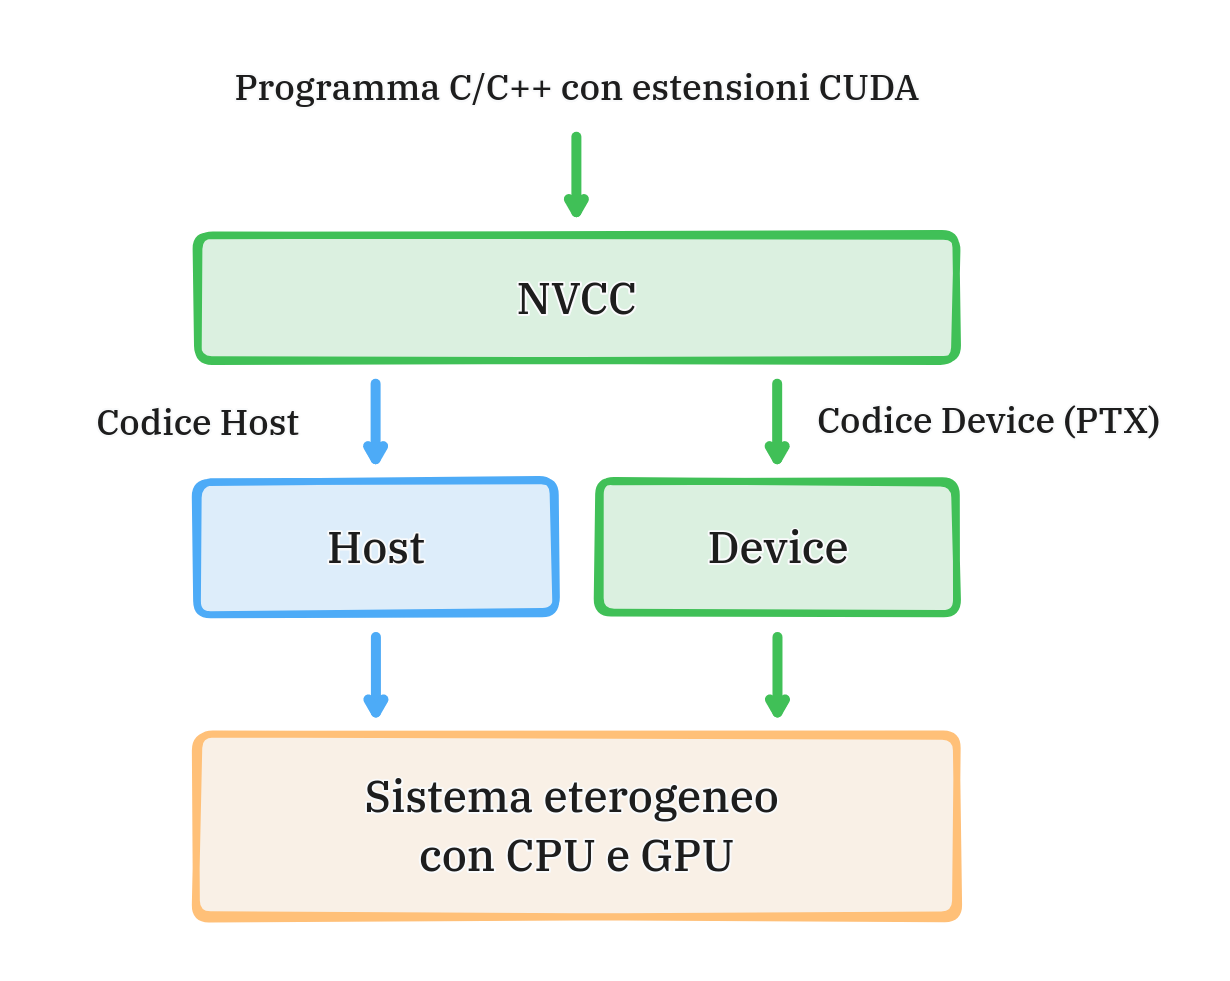 Programma C/C++ con estensioni CUDA
NVCC
Codice Host
Codice Device (PTX)
Host
Device
Sistema eterogeneo
con CPU e GPU